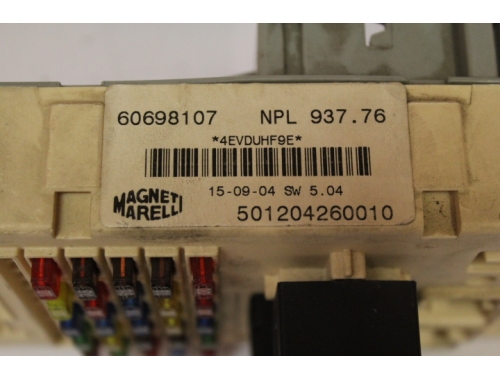 60698107 NPL 937.76
*4EVDUHF9E*
15-09-04 SW 5.04
MAGNETI MARELLI
501204260010